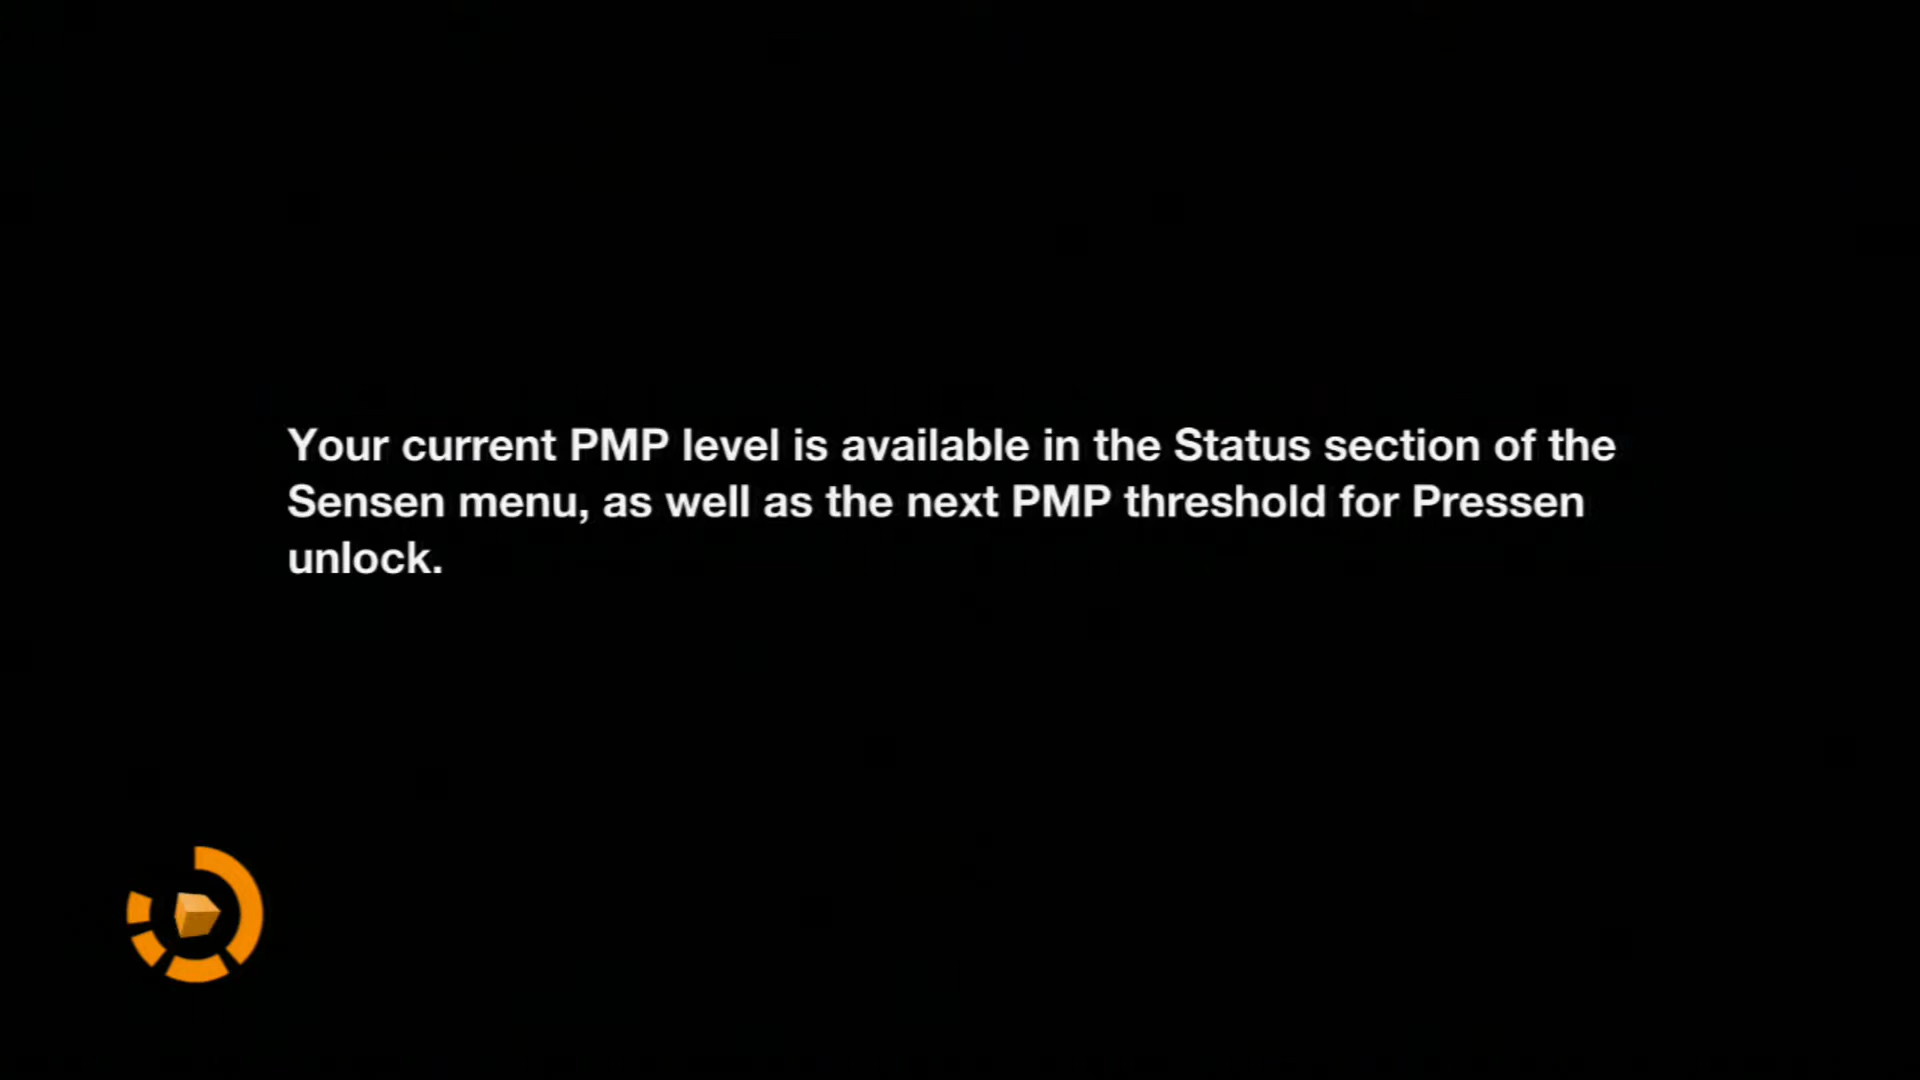 Your current PMP level is available in the Status section of the
Sensen menu, as well as the next PMP threshold for Pressen
unlock.